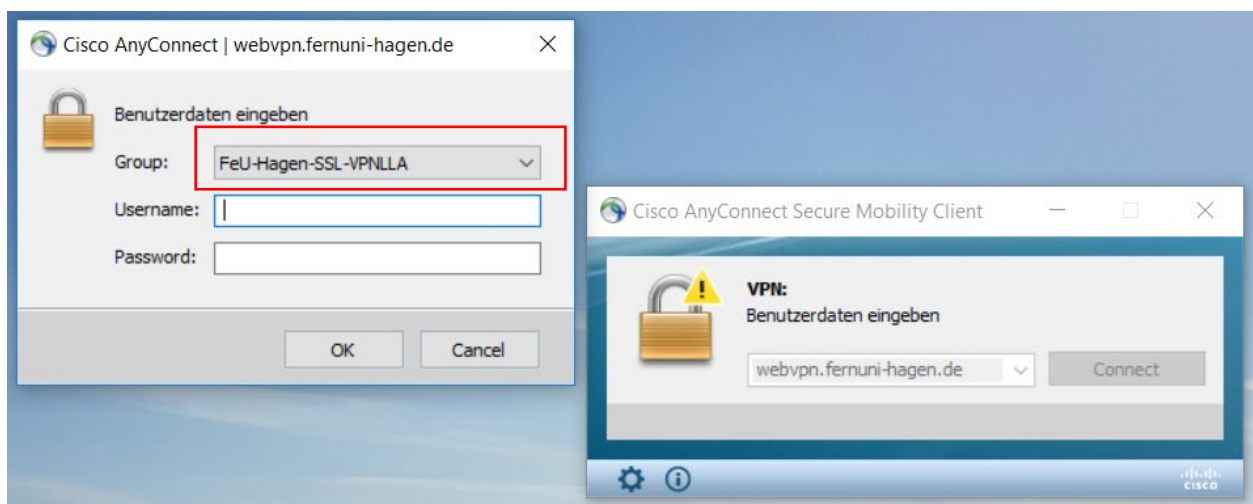 Cisco AnyConnect | webvpn.fernuni-hagen.de
Benutzerdaten eingeben
Group: FeU-Hagen-SSL-VPNLLA
Username:
Password:
OK Cancel
Cisco AnyConnect Secure Mobility Client
VPN:
Benutzerdaten eingeben
webvpn.fernuni-hagen.de Connect
CISCO